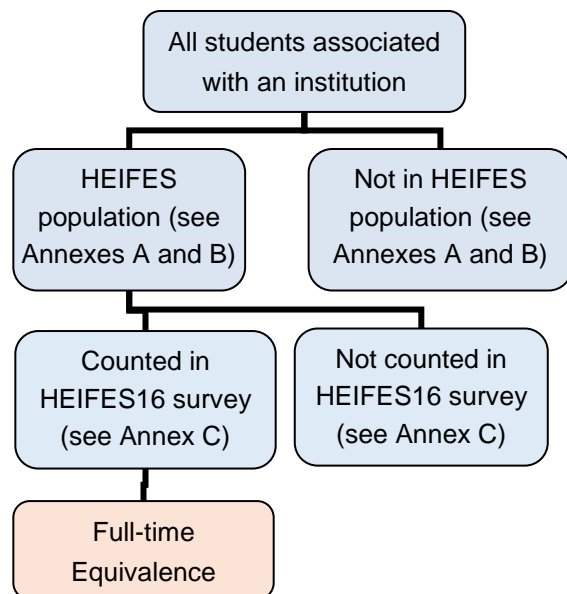 All students associated
with an institution
HEIFES
population (see
Annexes A and B)
Not in HEIFES
population (see
Annexes A and B)
Counted in
HEIFES16 survey
(see Annex C)
Not counted in
HEIFES16 survey
(see Annex C)
Full-time
Equivalence